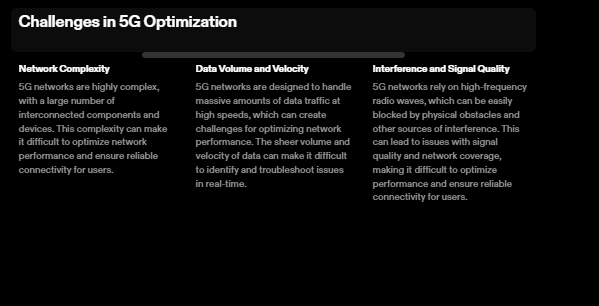 Challenges in 5G Optimization
Network Complexity
5G networks are highly complex,
with a large number of
interconnected components and
devices. This complexity can make
it difficult to optimize network
performance and ensure reliable
connectivity for users.
Data Volume and Velocity
5G networks are designed to handle
massive amounts of data traffic at
high speeds, which can create
challenges for optimizing network
performance. The sheer volume and
velocity of data can make it difficult
to identify and troubleshoot issues
in real-time.
Interference and Signal Quality
5G networks rely on high-frequency
radio waves, which can be easily
blocked by physical obstacles and
other sources of interference. This
can lead to issues with signal
quality and network coverage,
making it difficult to optimize
performance and ensure reliable
connectivity for users.